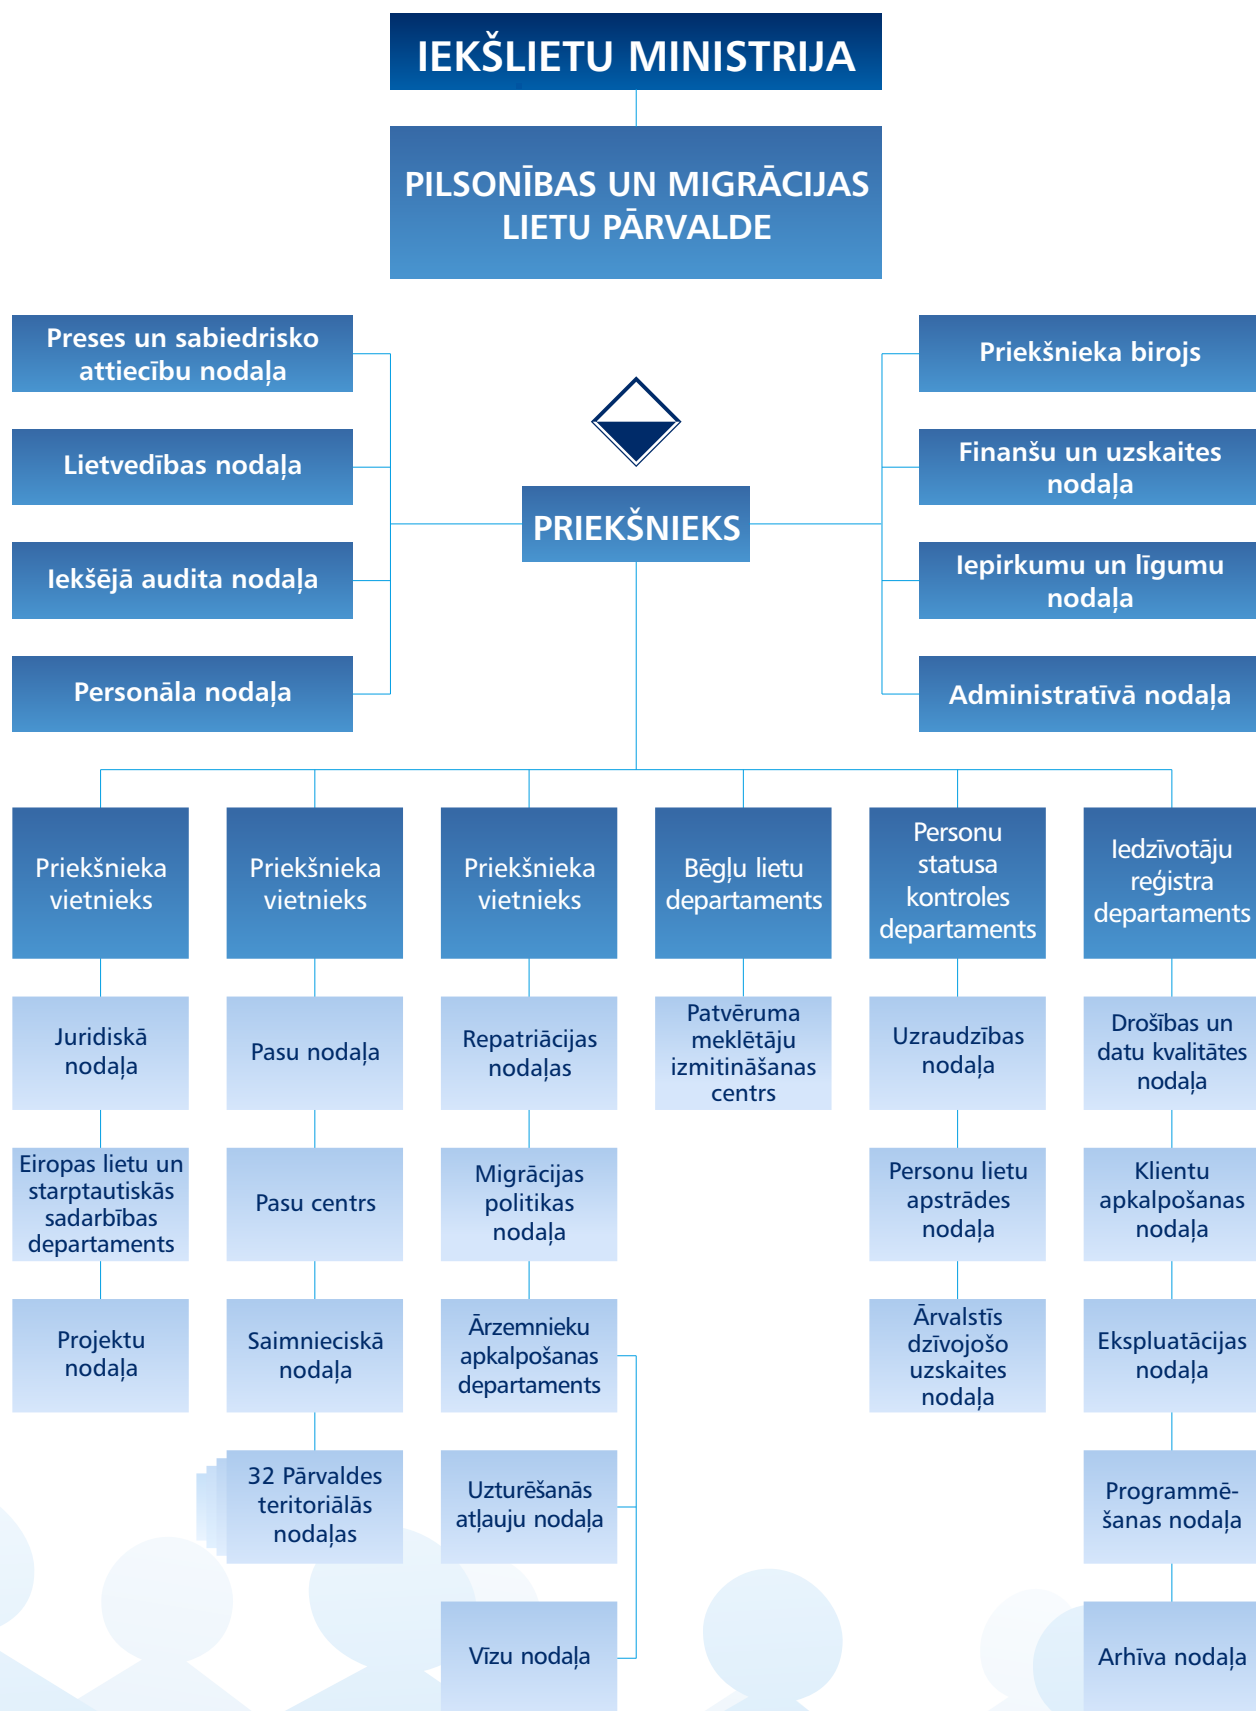 IEKŠLIETU MINISTRIJA
PILSONĪBAS UN MIGRĀCIJAS
LIETU PĀRVALDE
Preses un sabiedrisko
attiecību nodaļa
Lietvedības nodaļa
Iekšējā audita nodaļa
Personāla nodaļa
PRIEKŠNIEKS
Priekšnieka birojs
Finanšu un uzskaites
nodaļa
Iepirkumu un līgumu
nodaļa
Administratīvā nodaļa
Priekšnieka
vietnieks
Juridiskā
nodaļa
Eiropas lietu un
starptautiskās
sadarbības
departaments
Projektu
nodaļa
Priekšnieka
vietnieks
Pasu nodaļa
Pasu centrs
Saimnieciskā
nodaļa
32 Pārvaldes
teritoriālās
nodaļas
Priekšnieka
vietnieks
Repatriācijas
nodaļas
Migrācijas
politikas
nodaļa
Ārzemnieku
apkalpošanas
departaments
Uzturēšanās
atļauju nodaļa
Vīzu nodaļa
Bēgļu lietu
departaments
Patvēruma
meklētāju
izmitināšanas
centrs
Personu
statusa
kontroles
departaments
Uzraudzības
nodaļa
Personu lietu
apstrādes
nodaļa
Ārvalstīs
dzīvojošo
uzskaites
nodaļa
Iedzīvotāju
reģistra
departaments
Drošības un
datu kvalitātes
nodaļa
Klientu
apkalpošanas
nodaļa
Ekspluatācijas
nodaļa
Programmē-
šanas nodaļa
Arhīva nodaļa